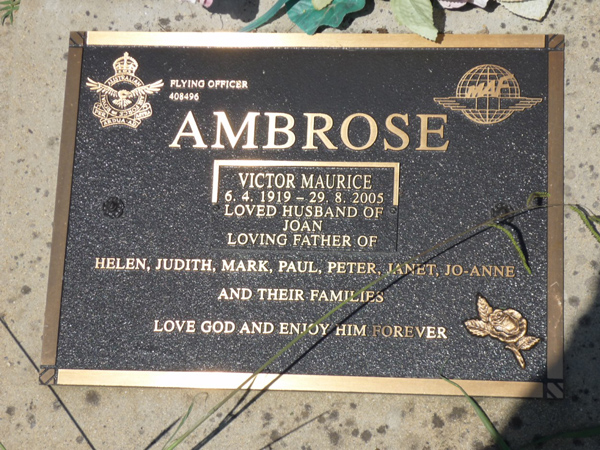 FLYING OFFICER
408496
MAF
AMBROSE
VICTOR MAURICE
6. 4. 1919 – 29. 8. 2005
LOVED HUSBAND OF
JOAN
LOVING FATHER OF
HELEN, JUDITH, MARK, PAUL, PETER, JANET, JO-ANNE
AND THEIR FAMILIES
LOVE GOD AND ENJOY HIM FOREVER